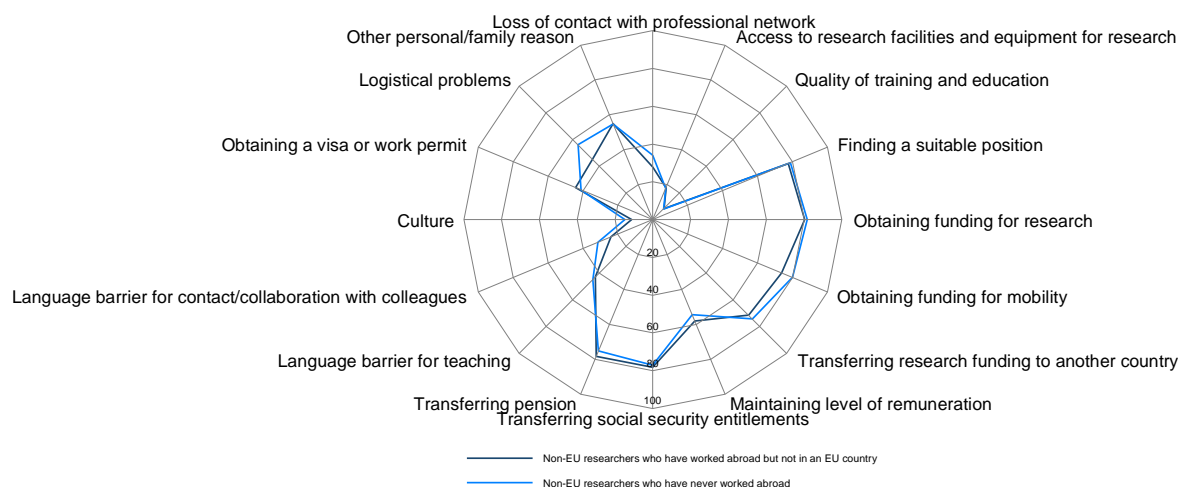 Loss of contact with professional network
Other personal/family reason
Access to research facilities and equipment for research
Logistical problems
Quality of training and education
Obtaining a visa or work permit
Finding a suitable position
Culture
Obtaining funding for research
20
Language barrier for contact/collaboration with colleagues
40
Obtaining funding for mobility
60
Language barrier for teaching
80
Transferring research funding to another country
Transferring pension
100
Maintaining level of remuneration
Transferring social security entitlements
Non-EU researchers who have worked abroad but not in an EU country
Non-EU researchers who have never worked abroad